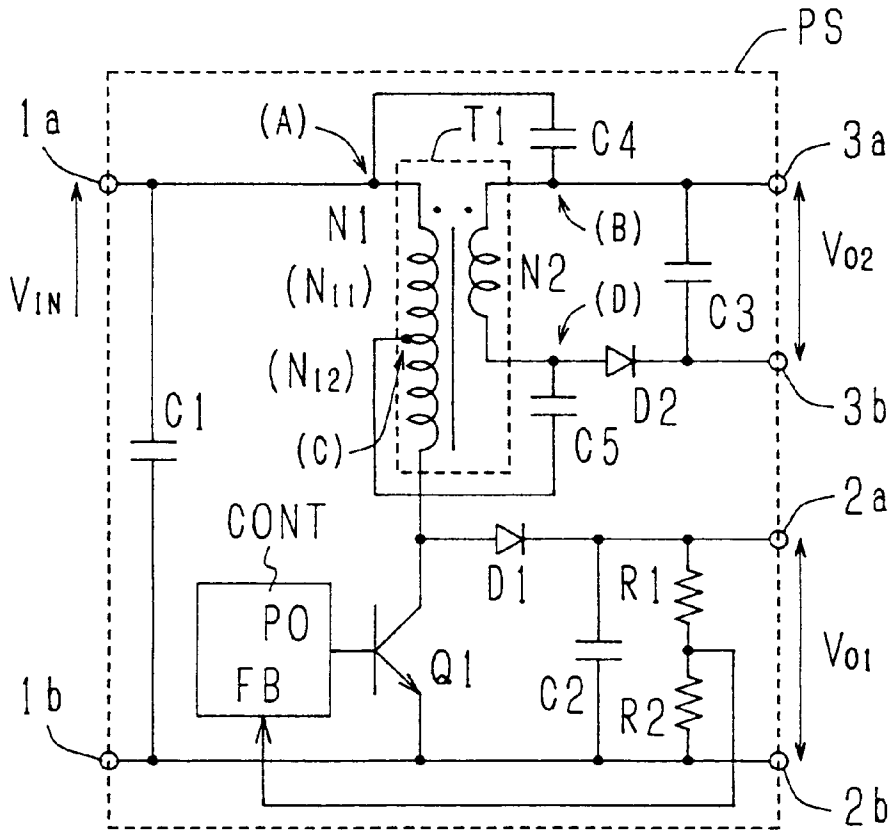 PS
1a
(A)
T1
C4
3a
N1
(B)
VIN
(N11)
N2
VO2
(D)
C3
(N12)
C1
D2
3b
(C)
C5
2a
CONT
D1
R1
PO
Q1
VO1
FB
C2
R2
1b
2b